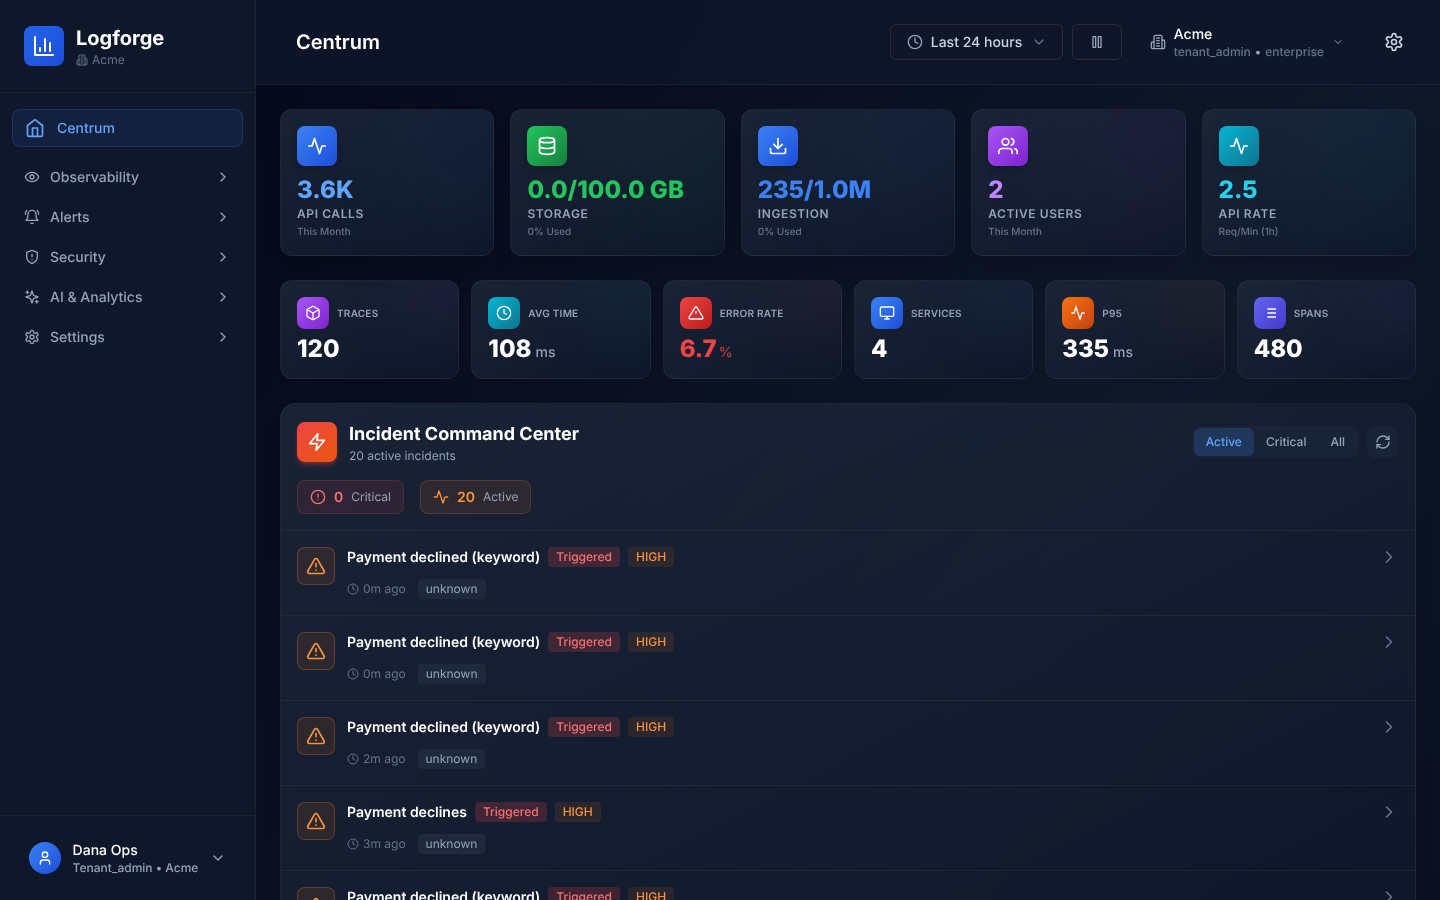 Logforge
Acme
Centrum
Observability
Alerts
Security
AI & Analytics
Settings
Dana Ops
Tenant_admin • Acme
Centrum
Last 24 hours
Acme
tenant_admin • enterprise
3.6K
API CALLS
This Month
0.0/100.0 GB
STORAGE
0% Used
235/1.0M
INGESTION
0% Used
2
ACTIVE USERS
This Month
2.5
API RATE
Req/Min (1h)
TRACES
120
AVG TIME
108 ms
ERROR RATE
6.7 %
SERVICES
4
P95
335 ms
SPANS
480
Incident Command Center
20 active incidents
Active Critical All
0 Critical
20 Active
Payment declined (keyword) Triggered HIGH
0m ago unknown
Payment declined (keyword) Triggered HIGH
0m ago unknown
Payment declined (keyword) Triggered HIGH
2m ago unknown
Payment declines Triggered HIGH
3m ago unknown
Payment declined (keyword) Triggered HIGH